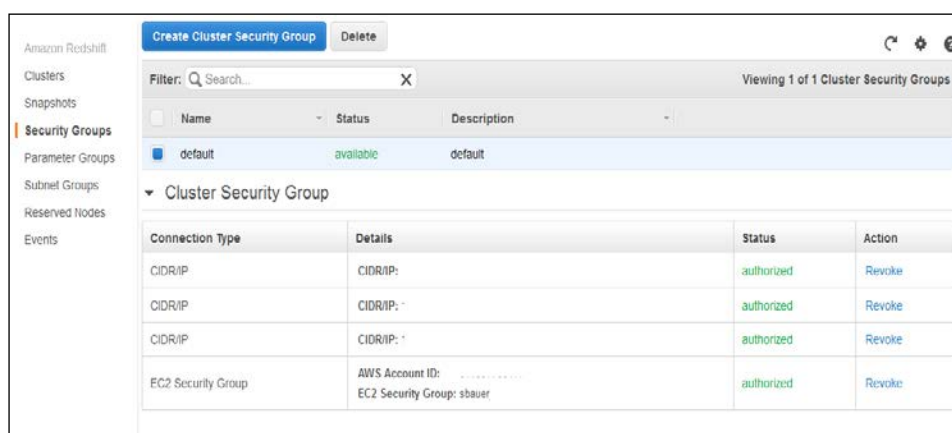 Amazon Redshift
Clusters
Snapshots
Security Groups
Parameter Groups
Subnet Groups
Reserved Nodes
Events
Create Cluster Security Group Delete
Filter: Search... X Viewing 1 of 1 Cluster Security Groups
Name Status Description
default available default
Cluster Security Group
Connection Type Details Status Action
CIDR/IP CIDR/IP: authorized Revoke
CIDR/IP CIDR/IP: authorized Revoke
CIDR/IP CIDR/IP: authorized Revoke
EC2 Security Group AWS Account ID: authorized Revoke
EC2 Security Group: sbauer